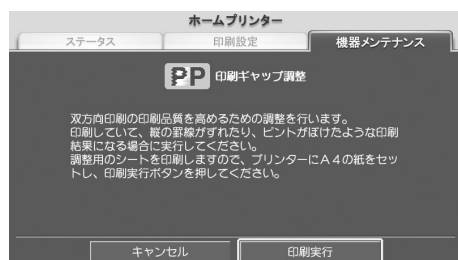 ホームプリンター
ステータス
印刷設定
機器メンテナンス
PP 印刷ギャップ調整
双方向印刷の印刷品質を高めるための調整を行います。
印刷していて、縦の罫線がずれたり、ピントがぼけたような印刷
結果になる場合に実行してください。
調整用のシートを印刷しますので、プリンターにA4の紙をセッ
トし、印刷実行ボタンを押してください。
キャンセル
印刷実行